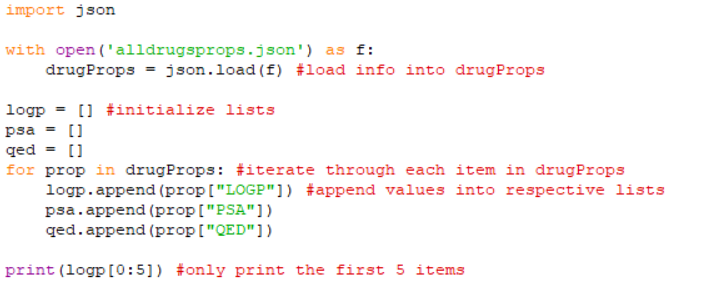 import json
with open('alldrugsprops.json') as f:
    drugProps = json.load(f) #load info into drugProps
logp = [] #initialize lists
psa = []
qed = []
for prop in drugProps: #iterate through each item in drugProps
    logp.append(prop["LOGP"]) #append values into respective lists
    psa.append(prop["PSA"])
    qed.append(prop["QED"])
print(logp[0:5]) #only print the first 5 items